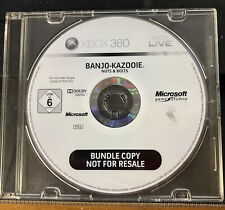 XBOX 360
LIVE
BANJO-KAZOOIE
NUTS & BOLTS
6
DOLBY
Microsoft
game studios
Microsoft
BUNDLE COPY
NOT FOR RESALE